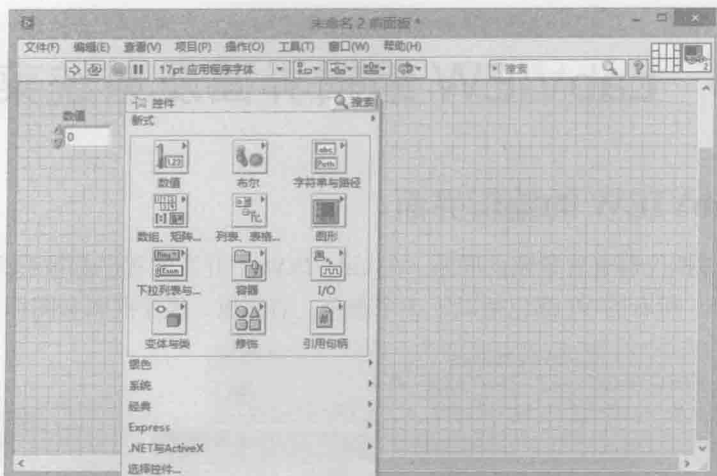 未命名 2 前面板 *
文件(F) 编辑(E) 查看(V) 项目(P) 操作(O) 工具(T) 窗口(W) 帮助(H)
17pt 应用程序字体 搜索 ?
2
数值
0
控件 搜索
新式
数值 布尔 字符串与路径
数组、矩阵... 列表、表格... 图形
下拉列表与... 容器 I/O
变体与类 修饰 引用句柄
银色
系统
经典
Express
.NET与ActiveX
选择控件...